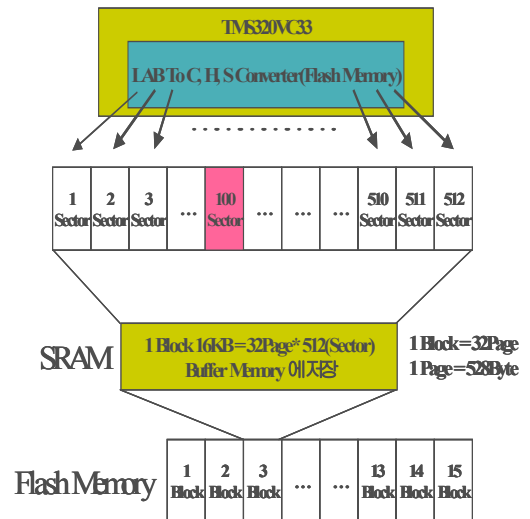 TMS320VC33
LAB To C, H, S Converter(Flash Memory)
..................
1 Sector
2 Sector
3 Sector
...
100 Sector
...
...
...
510 Sector
511 Sector
512 Sector
SRAM
1 Block 16KB = 32Page* 512(Sector)
Buffer Memory 에저장
1 Block = 32Page
1 Page = 528Byte
Flash Memory
1 Block
2 Block
3 Block
...
...
13 Block
14 Block
15 Block